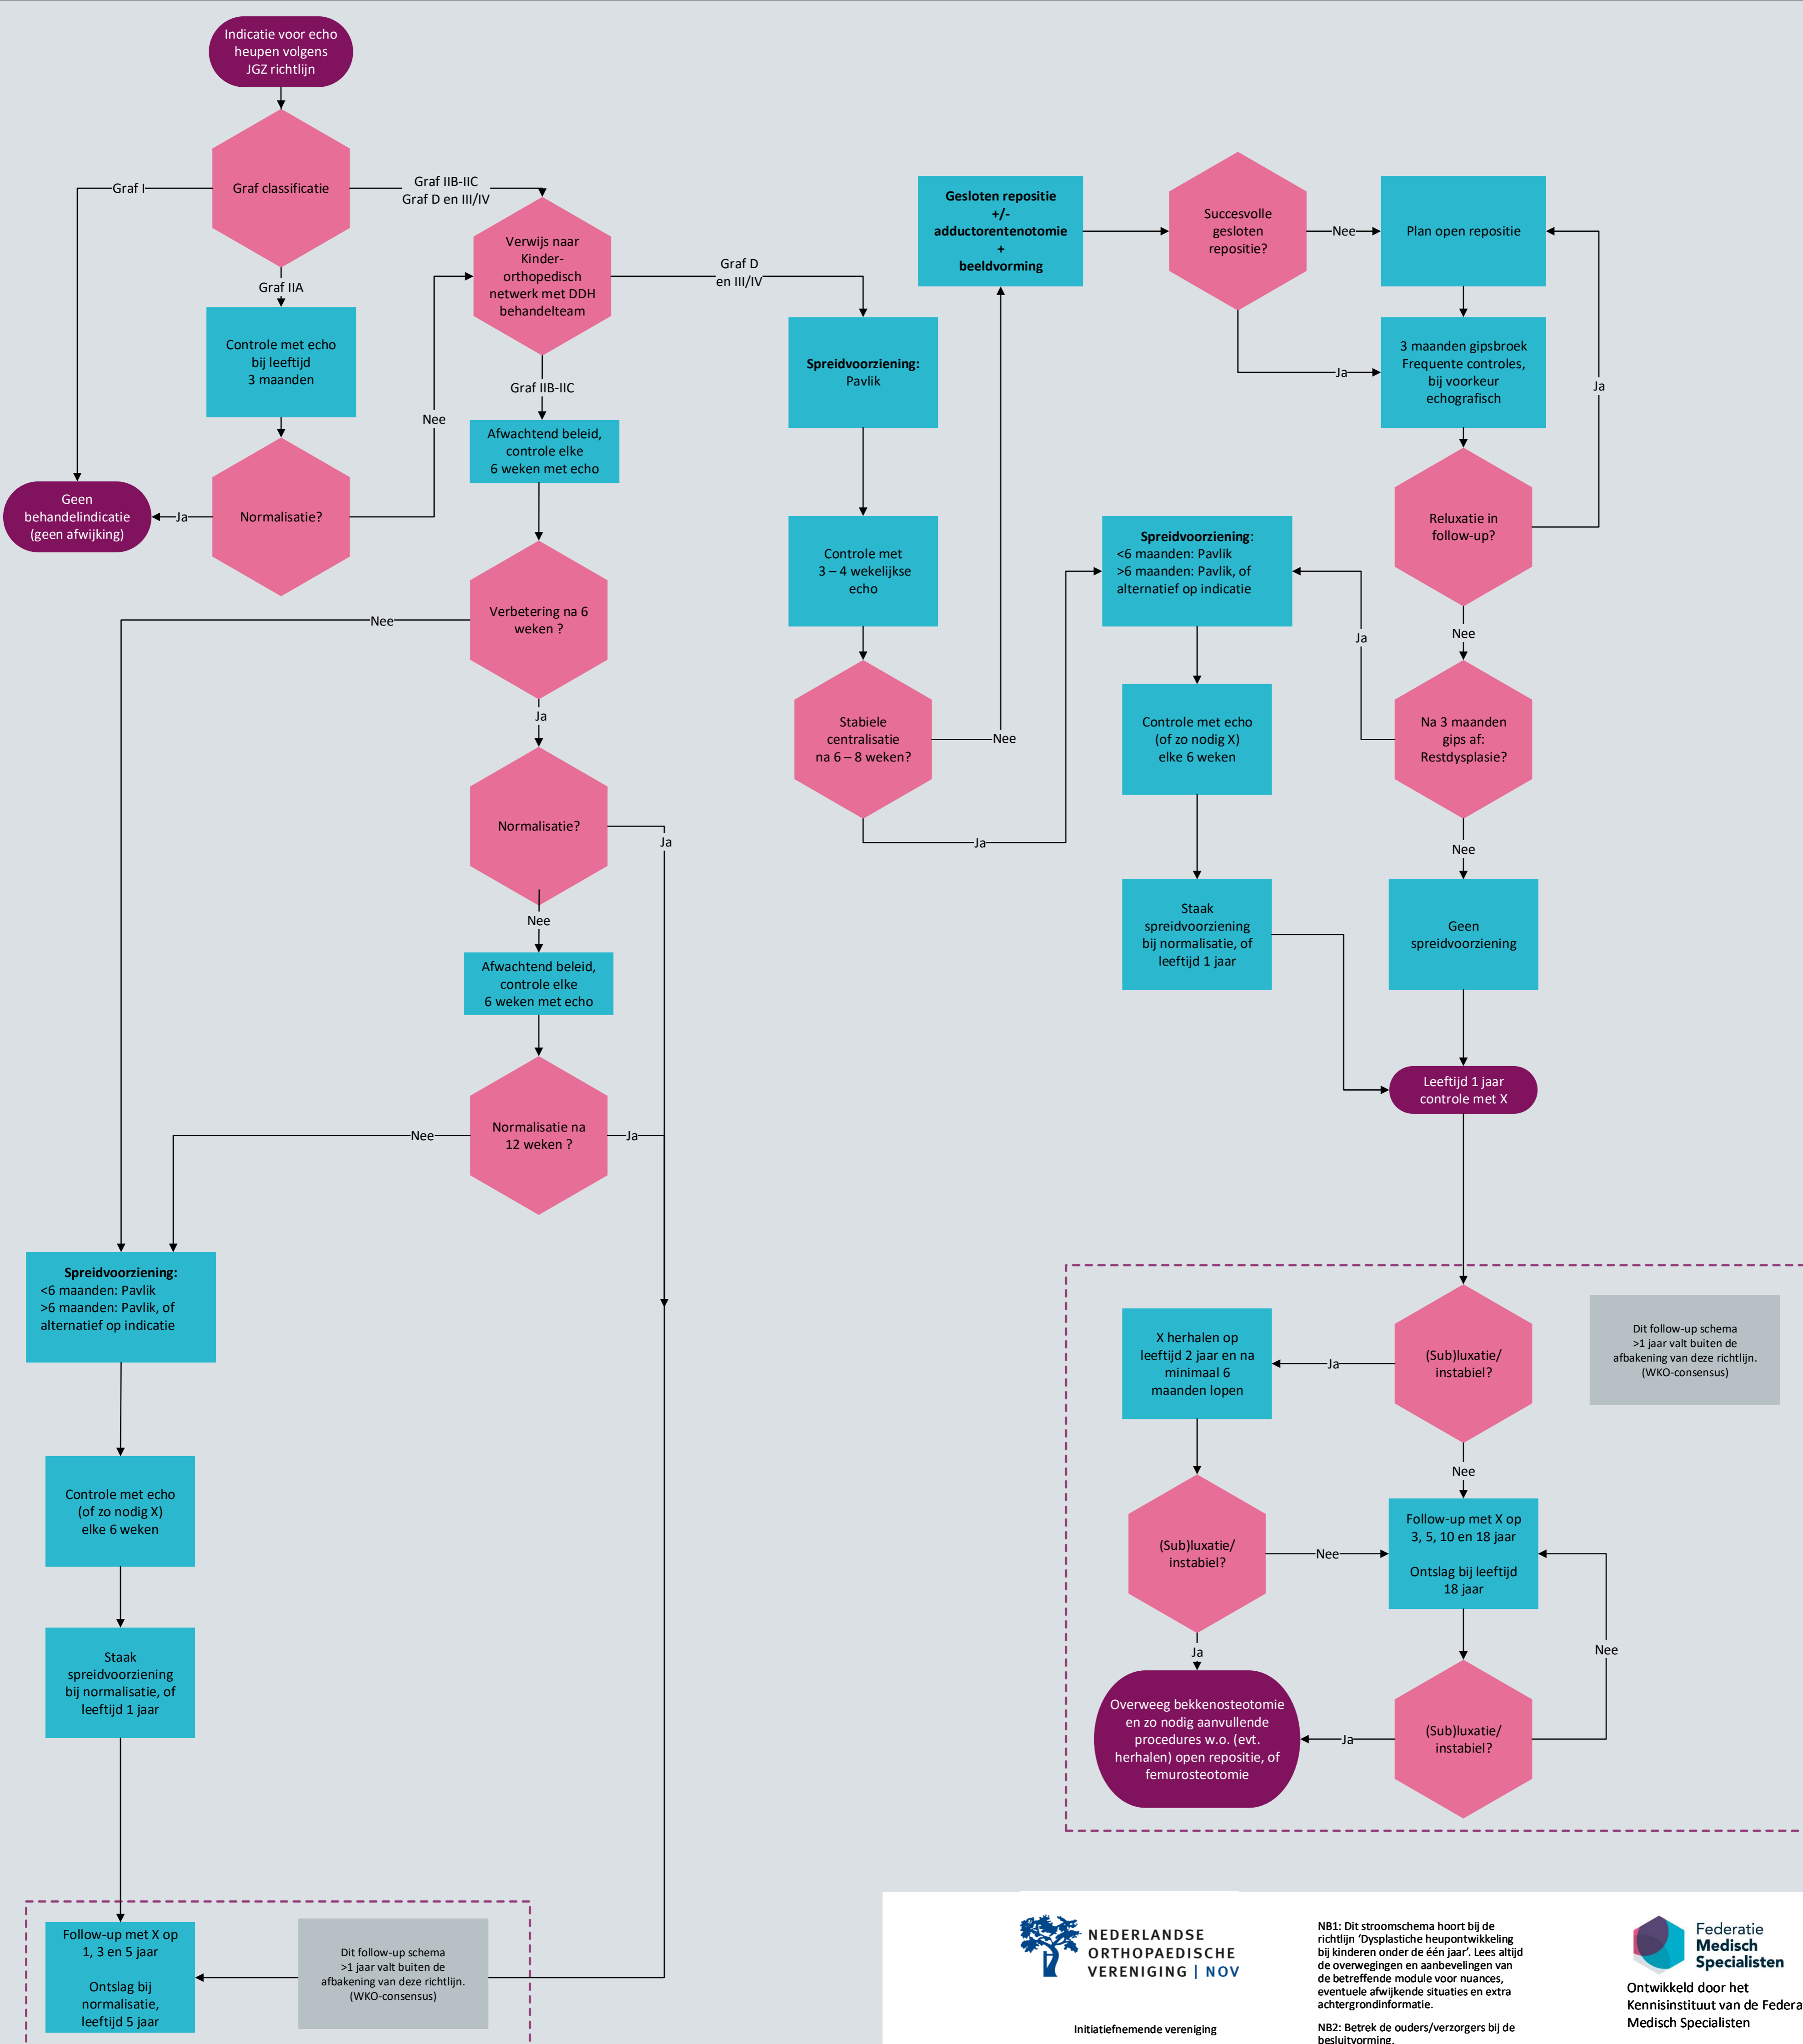 Indicatie voor echo
heupen volgens
JGZ richtlijn
Graf classificatie
Graf I
Graf IIB-IIC
Graf D en III/IV
Graf IIA
Controle met echo
bij leeftijd
3 maanden
Normalisatie?
Ja
Nee
Geen
behandelindicatie
(geen afwijking)
Verwijs naar
Kinder-
orthopedisch
netwerk met DDH
behandelteam
Graf D
en III/IV
Graf IIB-IIC
Afwachtend beleid,
controle elke
6 weken met echo
Verbetering na 6
weken ?
Nee
Ja
Normalisatie?
Ja
Nee
Afwachtend beleid,
controle elke
6 weken met echo
Normalisatie na
12 weken ?
Nee
Ja
Spreidvoorziening:
<6 maanden: Pavlik
>6 maanden: Pavlik, of
alternatief op indicatie
Controle met echo
(of zo nodig X)
elke 6 weken
Staak
spreidvoorziening
bij normalisatie, of
leeftijd 1 jaar
Follow-up met X op
1, 3 en 5 jaar
Ontslag bij
normalisatie,
leeftijd 5 jaar
Dit follow-up schema
>1 jaar valt buiten de
afbakening van deze richtlijn.
(WKO-consensus)
Spreidvoorziening:
Pavlik
Controle met
3 – 4 wekelijkse
echo
Stabiele
centralisatie
na 6 – 8 weken?
Nee
Ja
Gesloten repositie
+/-
adductorentenotomie
+
beeldvorming
Succesvolle
gesloten
repositie?
Nee
Ja
Plan open repositie
3 maanden gipsbroek
Frequente controles,
bij voorkeur
echografisch
Reluxatie in
follow-up?
Ja
Nee
Na 3 maanden
gips af:
Restdysplasie?
Ja
Nee
Spreidvoorziening:
<6 maanden: Pavlik
>6 maanden: Pavlik, of
alternatief op indicatie
Controle met echo
(of zo nodig X)
elke 6 weken
Staak
spreidvoorziening
bij normalisatie, of
leeftijd 1 jaar
Geen
spreidvoorziening
Leeftijd 1 jaar
controle met X
(Sub)luxatie/
instabiel?
Ja
Nee
Dit follow-up schema
>1 jaar valt buiten de
afbakening van deze richtlijn.
(WKO-consensus)
X herhalen op
leeftijd 2 jaar en na
minimaal 6
maanden lopen
(Sub)luxatie/
instabiel?
Nee
Ja
Follow-up met X op
3, 5, 10 en 18 jaar
Ontslag bij leeftijd
18 jaar
(Sub)luxatie/
instabiel?
Nee
Ja
Overweeg bekkenosteotomie
en zo nodig aanvullende
procedures w.o. (evt.
herhalen) open repositie, of
femurosteotomie
NEDERLANDSE
ORTHOPAEDISCHE
VERENIGING | NOV
Initiatiefnemende vereniging
NB1: Dit stroomschema hoort bij de
richtlijn ‘Dysplastiche heupontwikkeling
bij kinderen onder de één jaar’. Lees altijd
de overwegingen en aanbevelingen van
de betreffende module voor nuances,
eventuele afwijkende situaties en extra
achtergrondinformatie.
NB2: Betrek de ouders/verzorgers bij de
besluitvorming.
Federatie
Medisch
Specialisten
Ontwikkeld door het
Kennisinstituut van de Federa
Medisch Specialisten